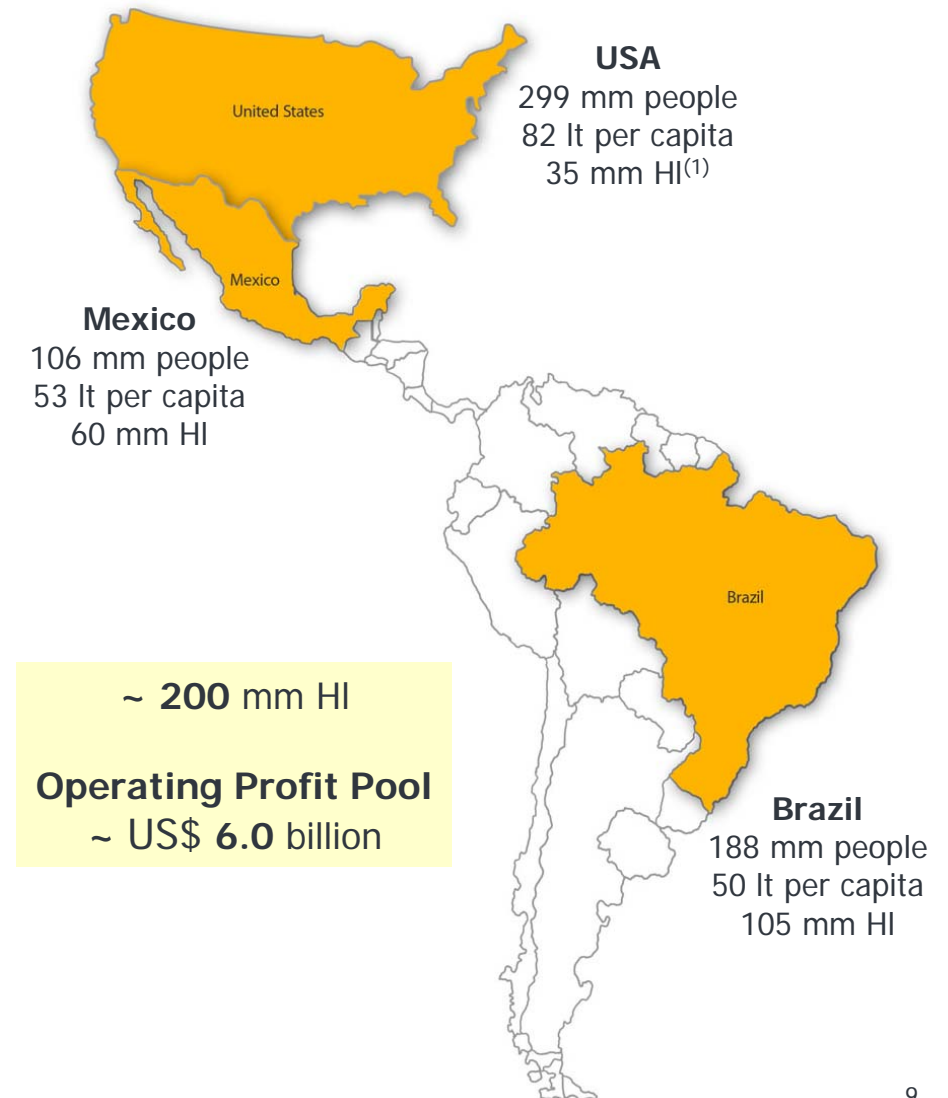 USA
299 mm people
82 lt per capita
35 mm Hl(1)
United States
Mexico
Mexico
106 mm people
53 lt per capita
60 mm Hl
Brazil
~ 200 mm Hl
Operating Profit Pool
~ US$ 6.0 billion
Brazil
188 mm people
50 lt per capita
105 mm Hl
9